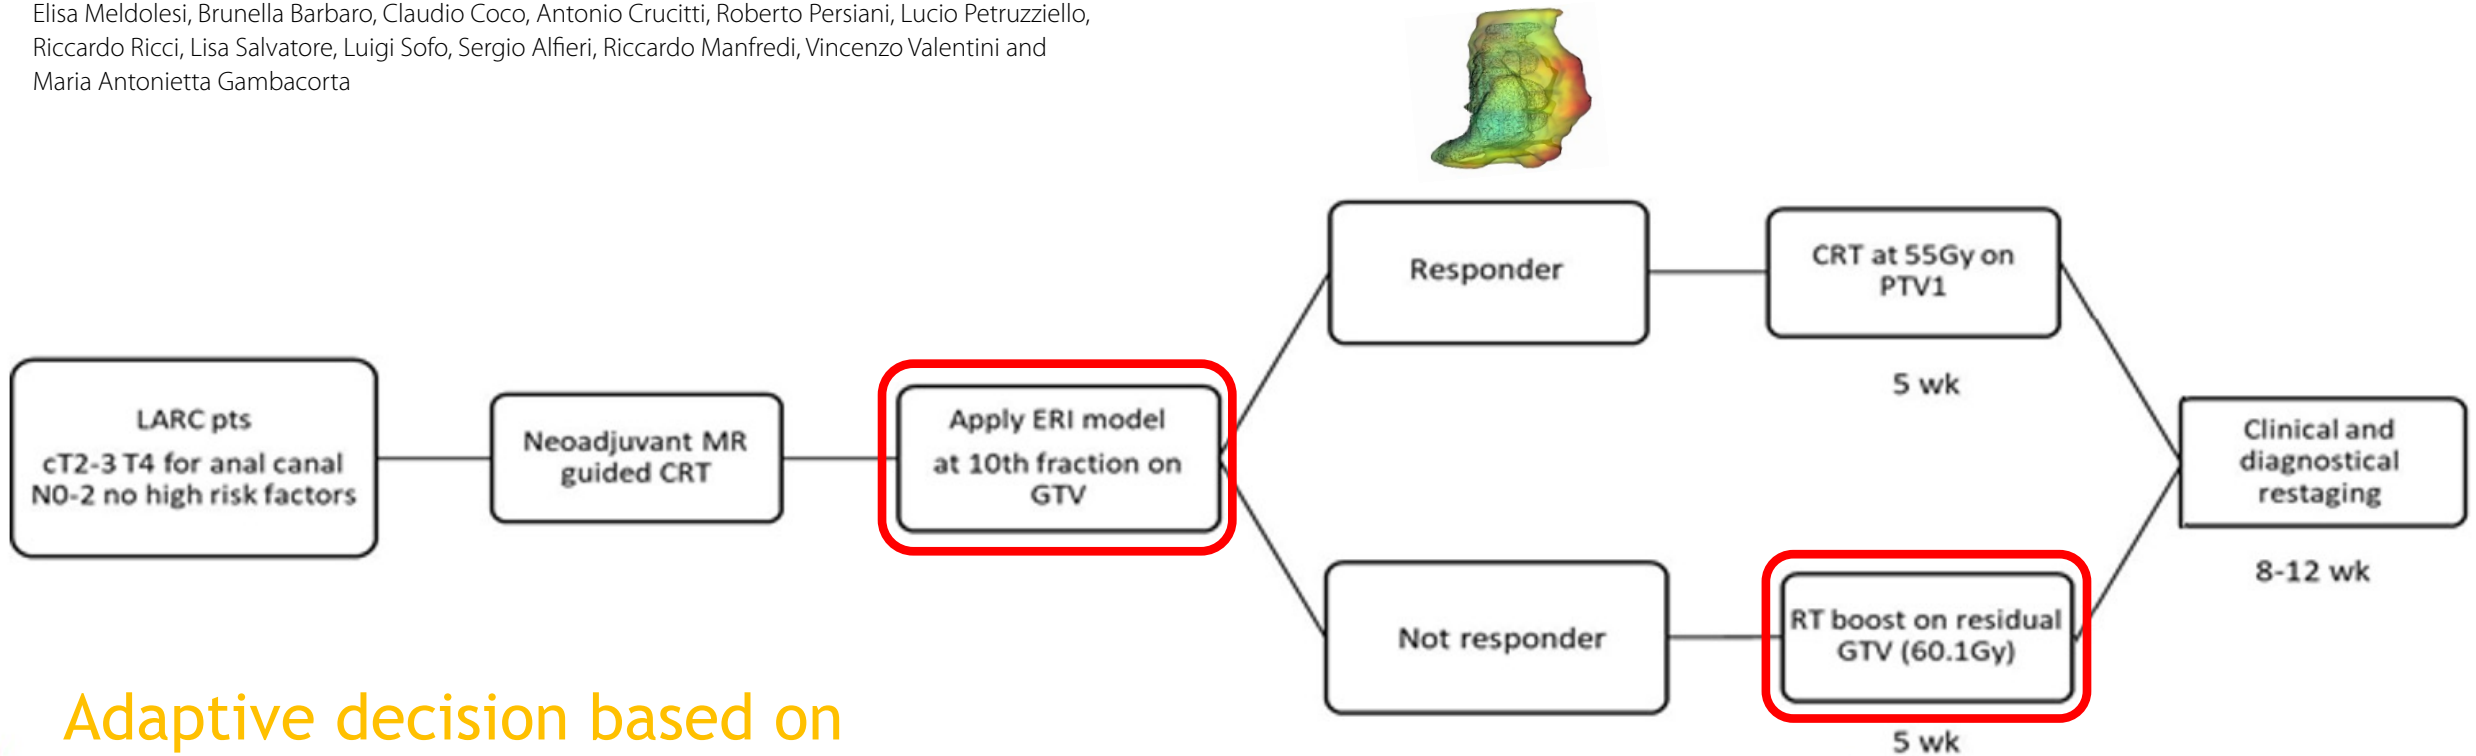 Elisa Meldolesi, Brunella Barbaro, Claudio Coco, Antonio Crucitti, Roberto Persiani, Lucio Petruzziello,
Riccardo Ricci, Lisa Salvatore, Luigi Sofo, Sergio Alfieri, Riccardo Manfredi, Vincenzo Valentini and
Maria Antonietta Gambacorta
LARC pts
cT2-3 T4 for anal canal
N0-2 no high risk factors
Neoadjuvant MR
guided CRT
Apply ERI model
at 10th fraction on
GTV
Responder
CRT at 55Gy on
PTV1
5 wk
Not responder
RT boost on residual
GTV (60.1Gy)
5 wk
Clinical and
diagnostical
restaging
8-12 wk
Adaptive decision based on